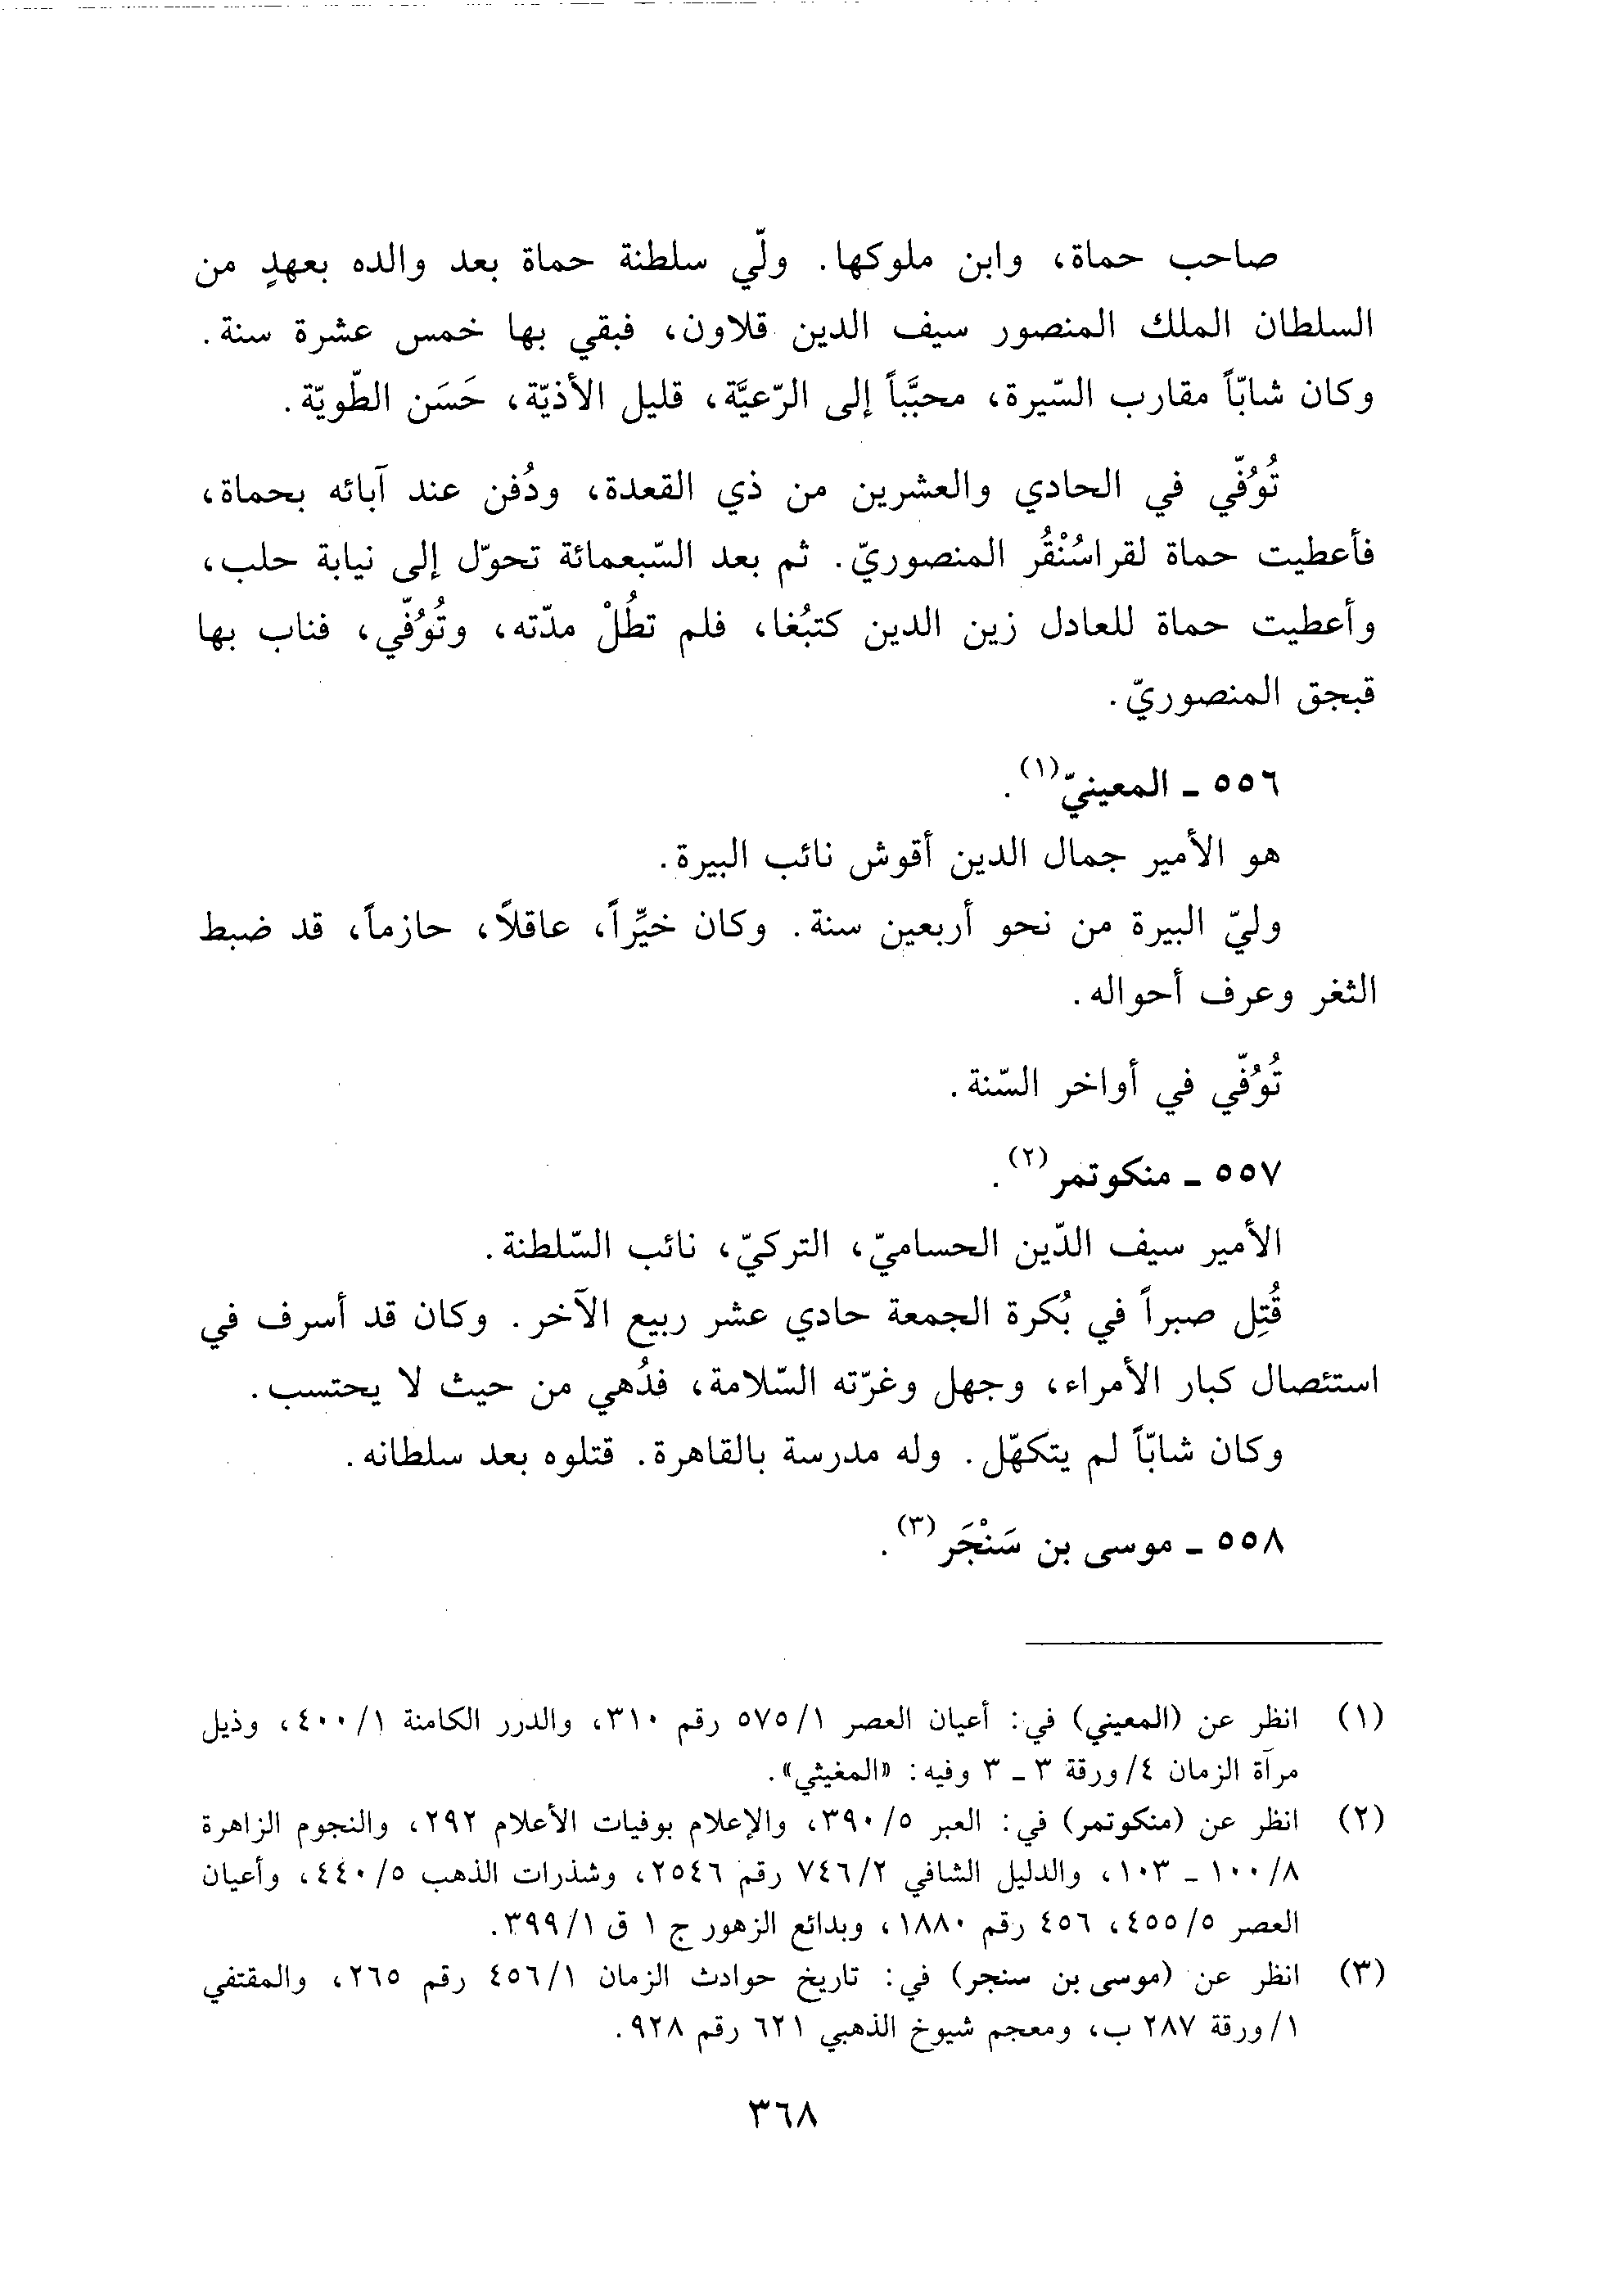 صاحب حماة، وابن ملوكها. ولّي سلطنة حماة بعد والده بعهدٍ من
السلطان الملك المنصور سيف الدين قلاون، فبقي بها خمس عشرة سنة.
وكان شابّاً مقارب السّيرة، محبَّباً إلى الرّعيَّة، قليل الأذيّة، حَسَن الطّويّة.
تُوُفّي في الحادي والعشرين من ذي القعدة، ودُفن عند آبائه بحماة،
فأعطيت حماة لقراسُنْقُر المنصوريّ. ثم بعد السّبعمائة تحوّل إلى نيابة حلب،
وأعطيت حماة للعادل زين الدين كتبُغا، فلم تطُلْ مدّته، وتُوُفّي، فناب بها
قبجق المنصوريّ.
٥٥٦ ـ المعينيّ(١).
هو الأمير جمال الدين أقوش نائب البيرة.
وليّ البيرة من نحو أربعين سنة. وكان خيِّراً، عاقلاً، حازماً، قد ضبط
الثغر وعرف أحواله.
تُوُفّي في أواخر السّنة.
٥٥٧ ـ منكوتمر(٢).
الأمير سيف الدّين الحساميّ، التركيّ، نائب السّلطنة.
قُتِل صبراً في بُكرة الجمعة حادي عشر ربيع الآخر. وكان قد أسرف في
استئصال كبار الأمراء، وجهل وغرّته السّلامة، فدُهي من حيث لا يحتسب.
وكان شابّاً لم يتكهّل. وله مدرسة بالقاهرة. قتلوه بعد سلطانه.
٥٥٨ ـ موسى بن سَنْجَر(٣).
(١) انظر عن (المعيني) في: أعيان العصر ٥٧٥/١ رقم ٣١٠، والدرر الكامنة ٤٠٠/١، وذيل
مرآة الزمان ٤/ورقة ٣ ـ ٣ وفيه: «المغيثي».
(٢) انظر عن (منكوتمر) في: العبر ٣٩٠/٥، والإعلام بوفيات الأعلام ٢٩٢، والنجوم الزاهرة
٨/ ١٠٠ ـ ١٠٣، والدليل الشافي ٧٤٦/٢ رقم ٢٥٤٦، وشذرات الذهب ٤٤٠/٥، وأعيان
العصر ٤٥٥/٥، ٤٥٦ رقم ١٨٨٠، وبدائع الزهور ج ١ ق ٣٩٩/١.
(٣) انظر عن (موسى بن سنجر) في: تاريخ حوادث الزمان ٤٥٦/١ رقم ٢٦٥، والمقتفي
١/ورقة ٢٨٧ ب، ومعجم شيوخ الذهبي ٦٢١ رقم ٩٢٨.
٣٦٨